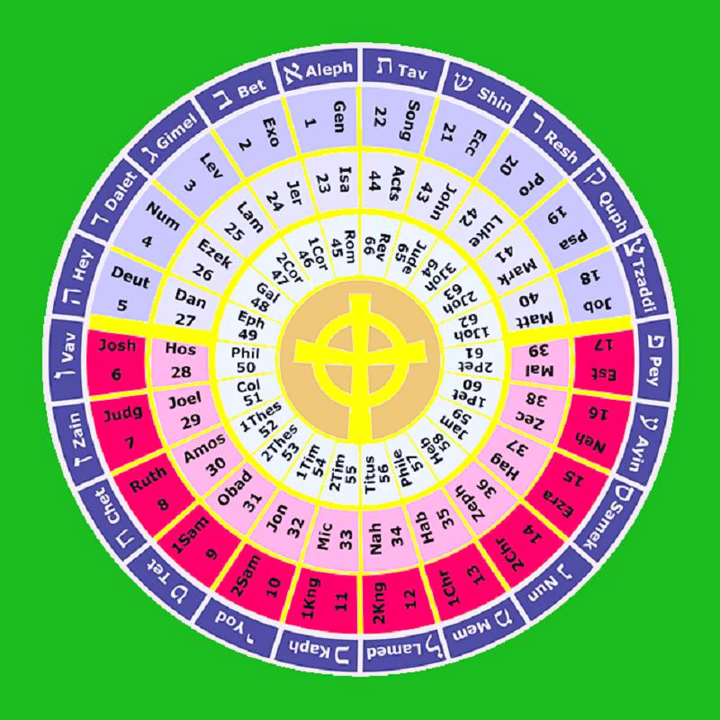 א Aleph
ב Bet
ג Gimel
ד Dalet
ה Hey
ו Vav
ז Zain
ח Chet
ט Tet
י Yod
כ Kaph
ל Lamed
מ Mem
נ Nun
ס Samek
ע Ayin
פ Pey
צ Tzaddi
ק Quph
ר Resh
ש Shin
ת Tav
Gen
1
Exo
2
Lev
3
Num
4
Deut
5
Josh
6
Judg
7
Ruth
8
1Sam
9
2Sam
10
1Kng
11
2Kng
12
1Chr
13
2Chr
14
Ezra
15
Neh
16
Est
17
Job
18
Psa
19
Pro
20
Ecc
21
Song
22
Isa
23
Jer
24
Lam
25
Ezek
26
Dan
27
Hos
28
Joel
29
Amos
30
Obad
31
Jon
32
Mic
33
Nah
34
Hab
35
Zeph
36
Hag
37
Zec
38
Mal
39
Matt
40
Mark
41
Luke
42
John
43
Acts
44
Rom
45
1Cor
46
2Cor
47
Gal
48
Eph
49
Phil
50
Col
51
1Thes
52
2Thes
53
1Tim
54
2Tim
55
Titus
56
Phile
57
Heb
58
Jam
59
1Pet
60
2Pet
61
1Joh
62
2Joh
63
3Joh
64
Jude
65
Rev
66